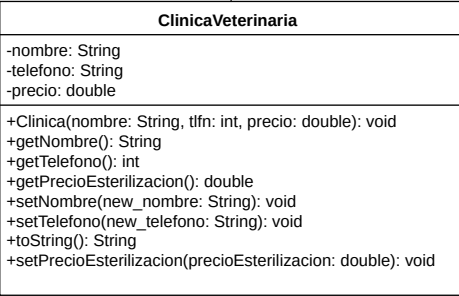 ClinicaVeterinaria
-nombre: String
-telefono: String
-precio: double
+Clinica(nombre: String, tlfn: int, precio: double): void
+getNombre(): String
+getTelefono(): int
+getPrecioEsterilizacion(): double
+setNombre(new_nombre: String): void
+setTelefono(new_telefono: String): void
+toString(): String
+setPrecioEsterilizacion(precioEsterilizacion: double): void